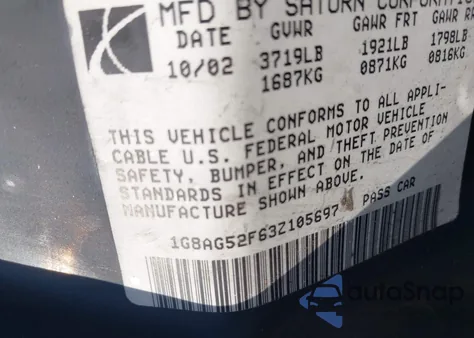 MFD BY SATURN CORPORATION
DATE GVWR GAWR FRT GAWR RR
10/02 3719LB 1921LB 1798LB
1687KG 0871KG 0816KG
THIS VEHICLE CONFORMS TO ALL APPLI-
CABLE U.S. FEDERAL MOTOR VEHICLE
SAFETY, BUMPER, AND THEFT PREVENTION
STANDARDS IN EFFECT ON THE DATE OF
MANUFACTURE SHOWN ABOVE.
1G8AG52F63Z105697 PASS CAR
autoSnap